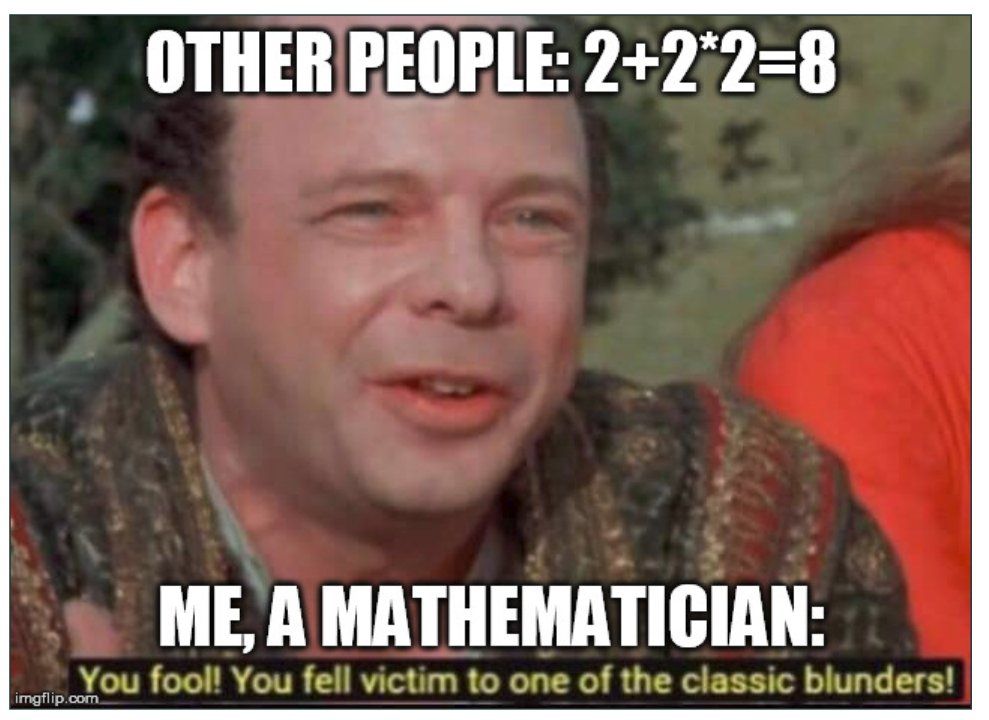 OTHER PEOPLE: 2+2*2=8
ME, A MATHEMATICIAN:
You fool! You fell victim to one of the classic blunders!
imgflip.com